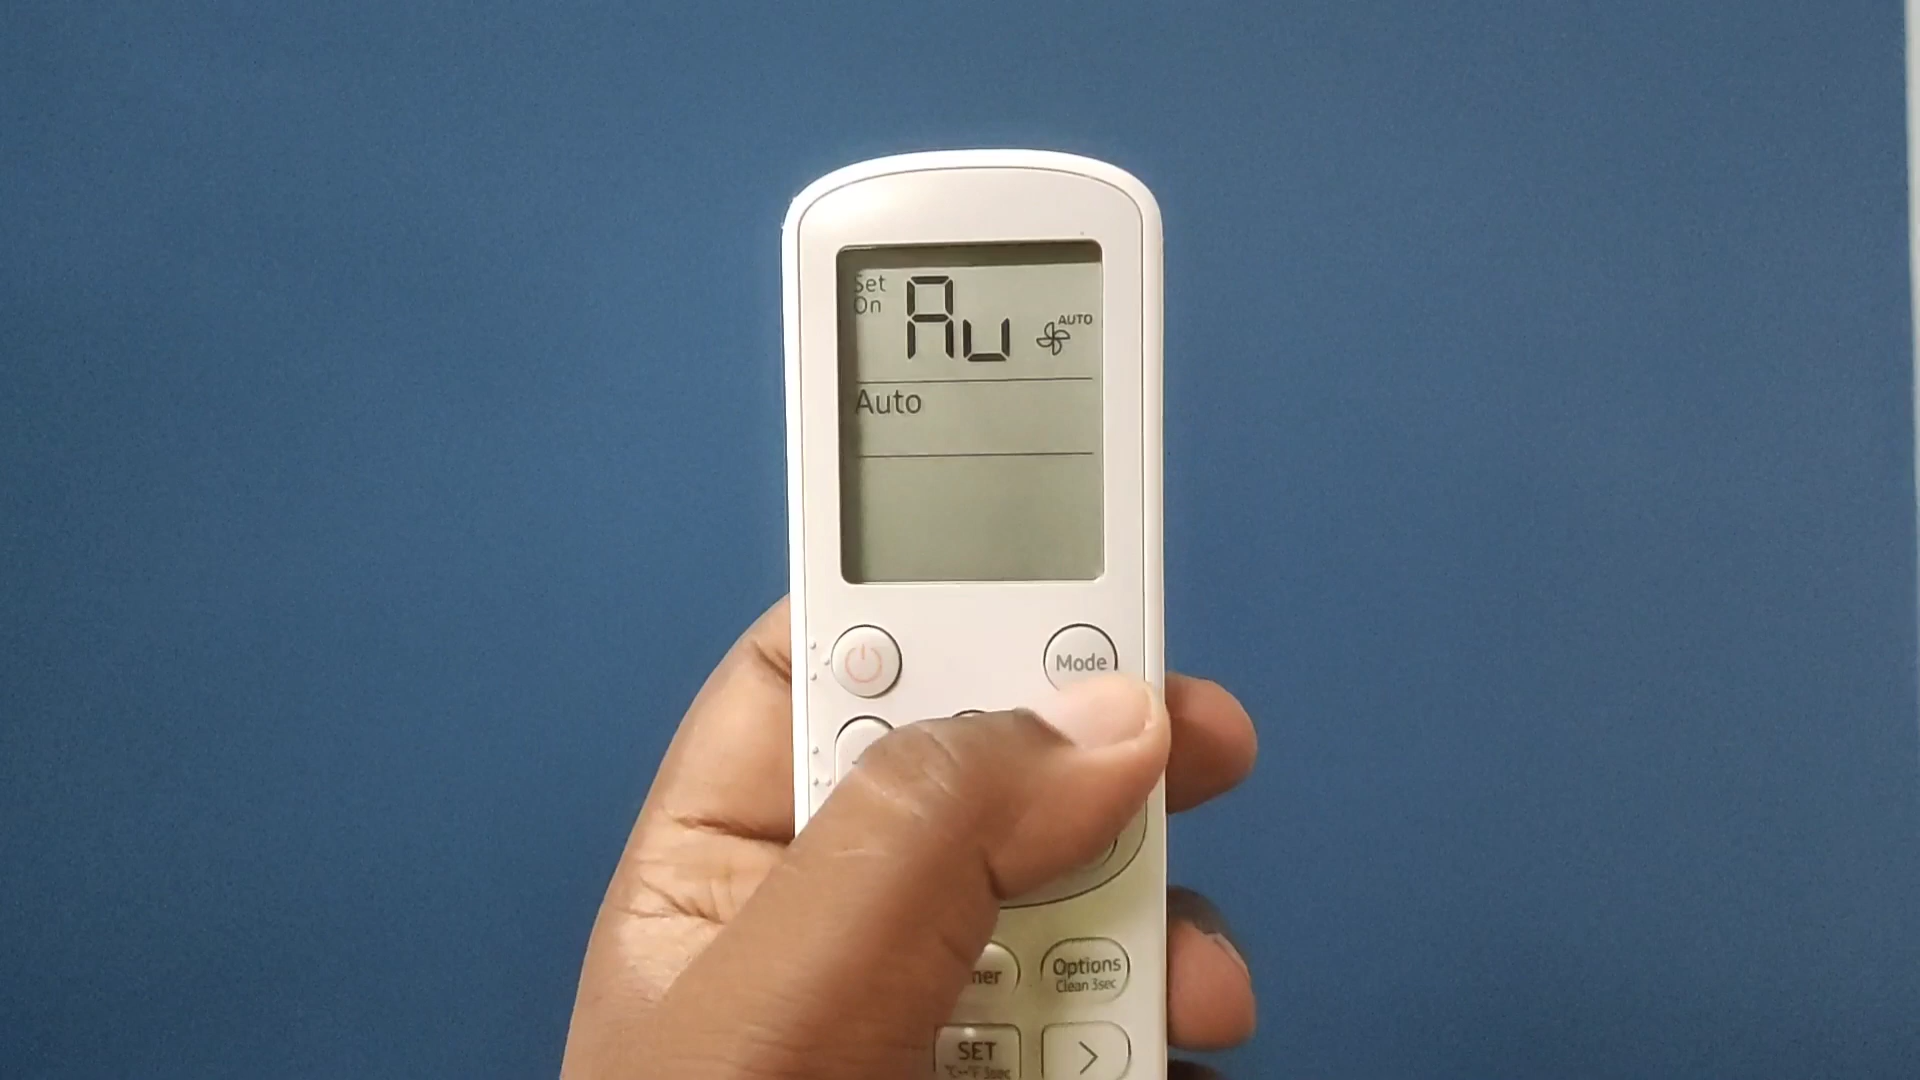 Set
On
Au
AUTO
Auto
Mode
Options
Clean 3sec
SET